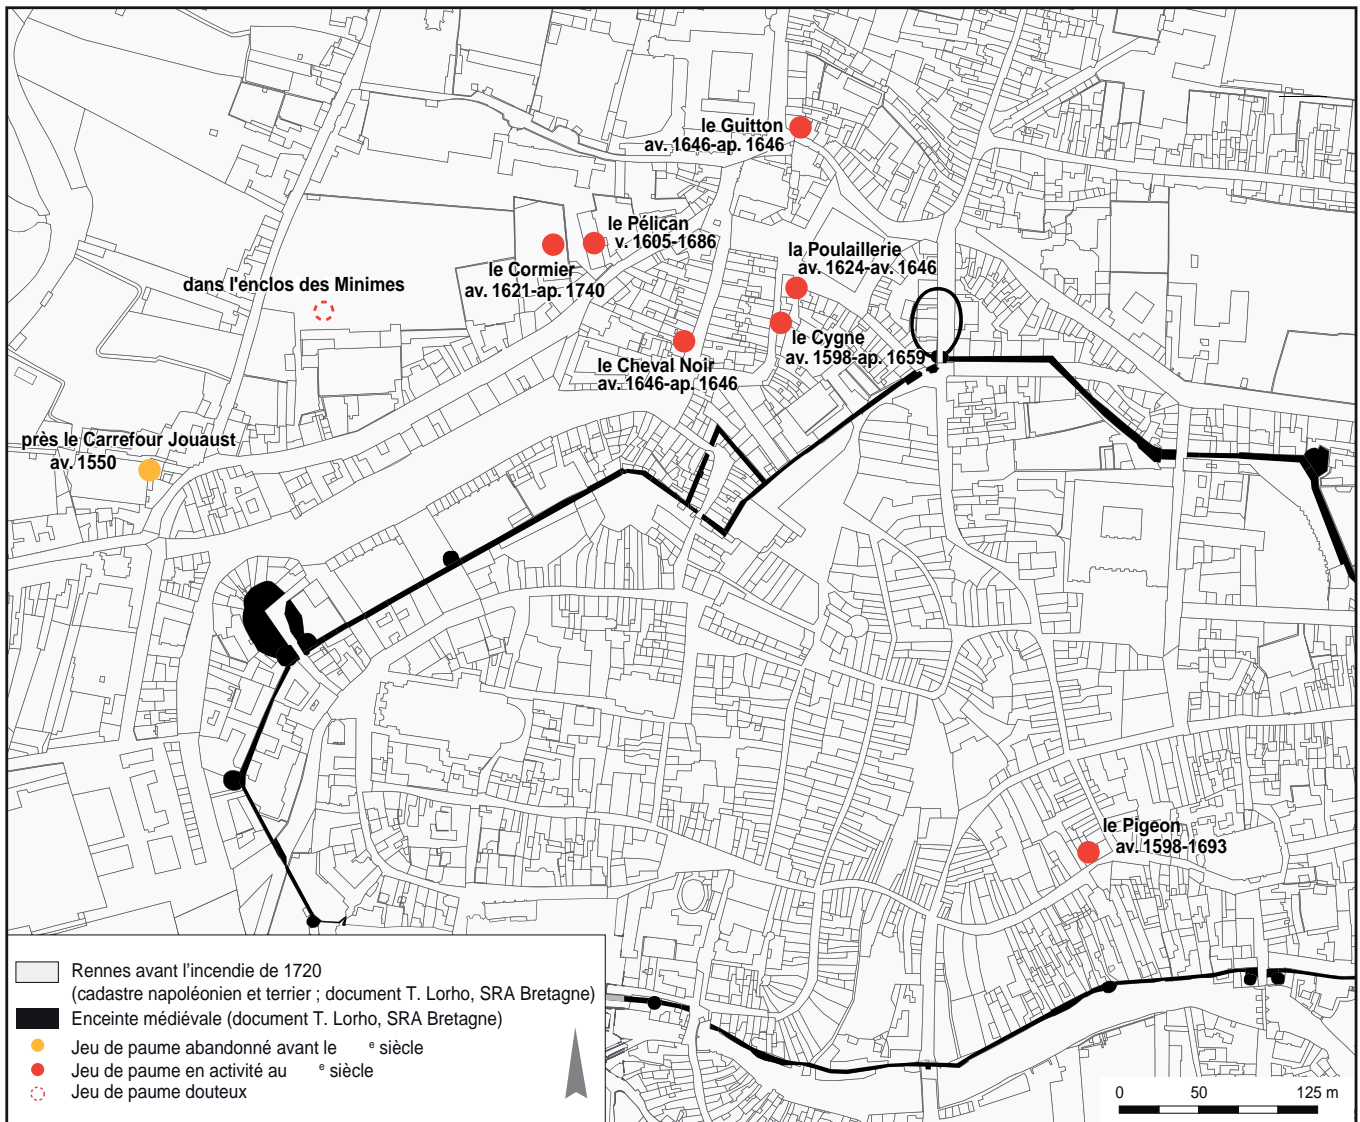 le Guitton
av. 1646-ap. 1646
le Pélican
v. 1605-1686
la Poulaillerie
av. 1624-av. 1646
le Cormier
av. 1621-ap. 1740
dans l'enclos des Minimes
le Cygne
av. 1598-ap. 1659
le Cheval Noir
av. 1646-ap. 1646
près le Carrefour Jouaust
av. 1550
le Pigeon
av. 1598-1693
Rennes avant l'incendie de 1720
(cadastre napoléonien et terrier ; document T. Lorho, SRA Bretagne)
Enceinte médiévale (document T. Lorho, SRA Bretagne)
Jeu de paume abandonné avant le e siècle
Jeu de paume en activité au e siècle
Jeu de paume douteux
0 50 125 m